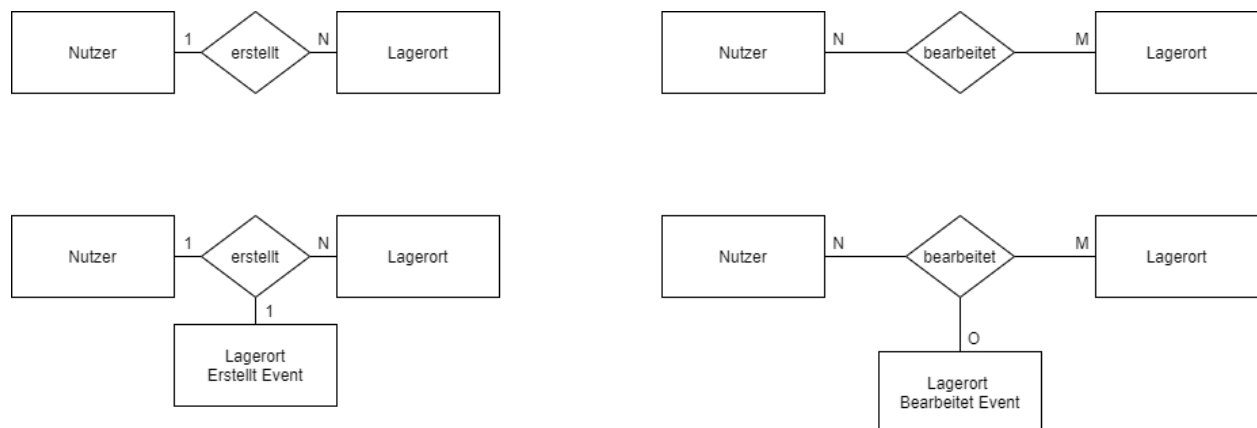 Nutzer 1 erstellt N Lagerort
Nutzer N bearbeitet M Lagerort
Nutzer 1 erstellt N Lagerort
1
Lagerort
Erstellt Event
Nutzer N bearbeitet M Lagerort
O
Lagerort
Bearbeitet Event